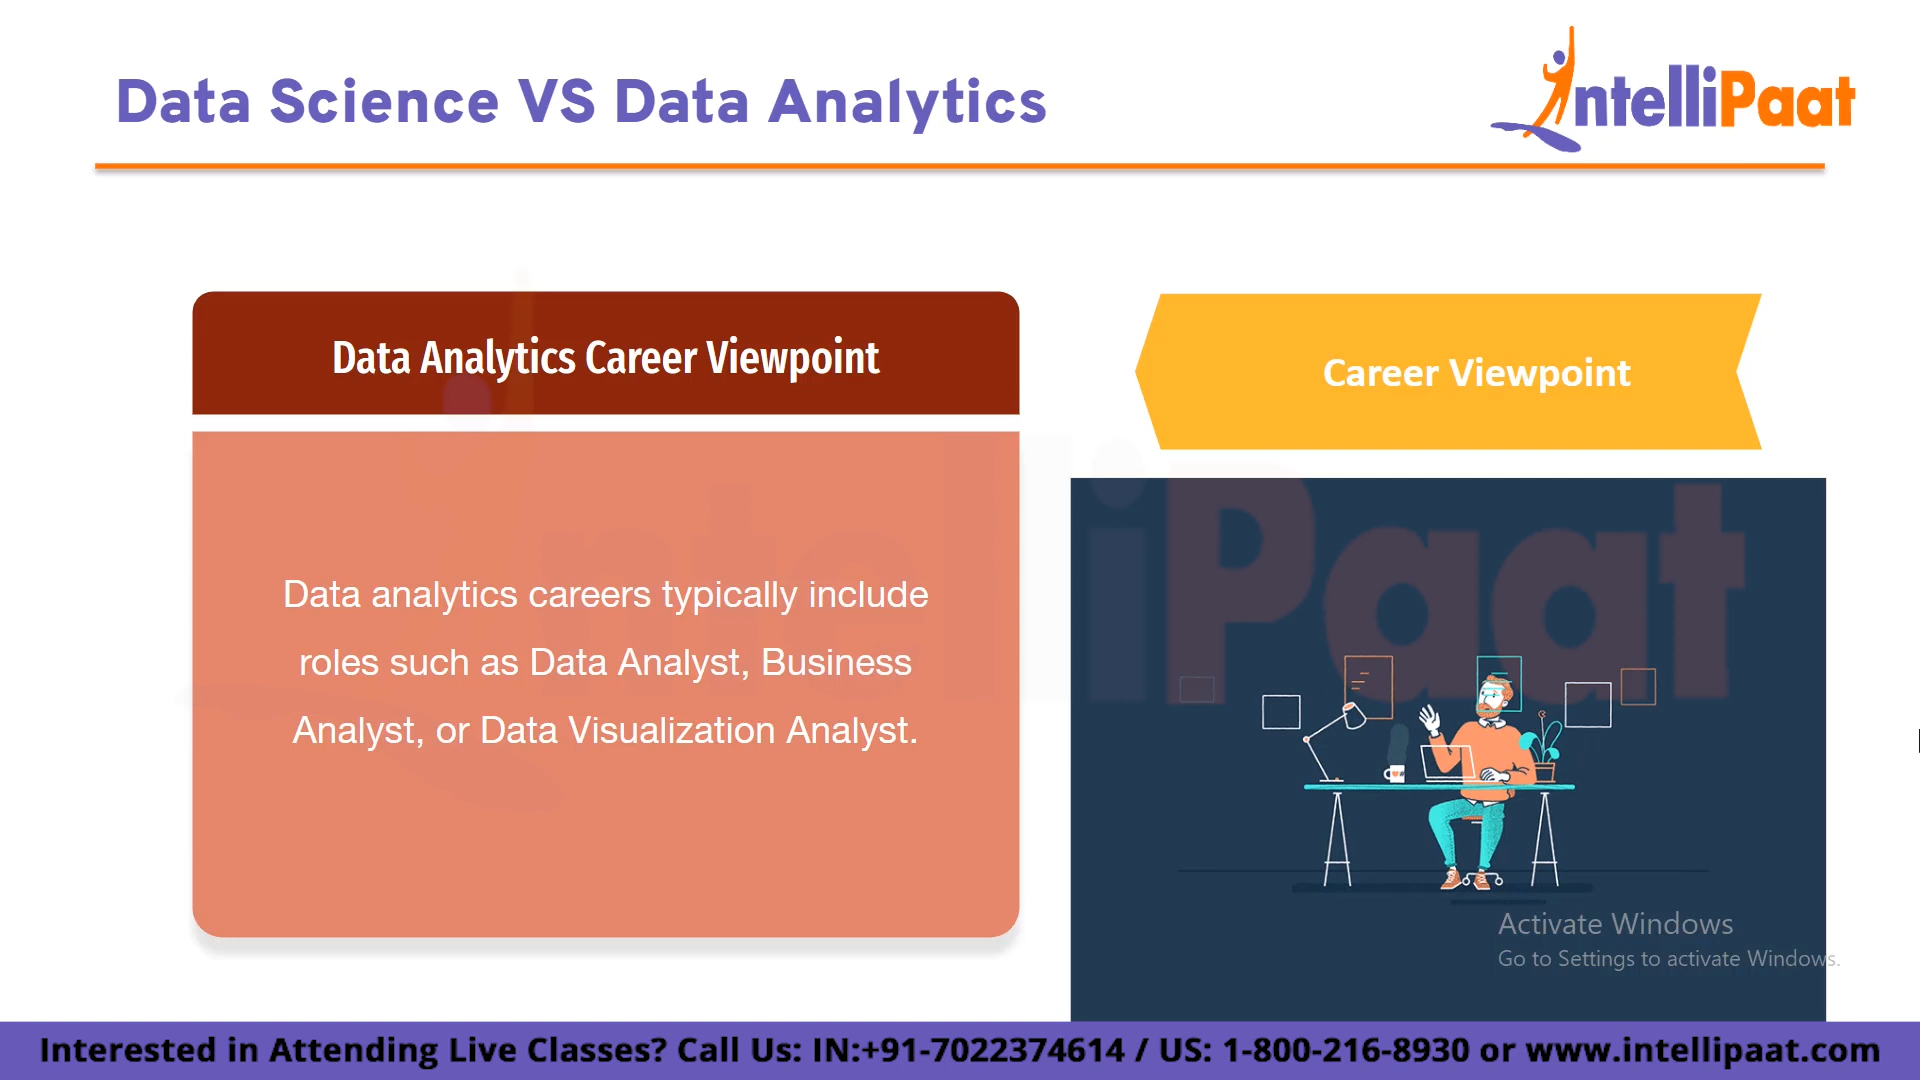 Data Science VS Data Analytics
IntelliPaat
Data Analytics Career Viewpoint
Data analytics careers typically include
roles such as Data Analyst, Business
Analyst, or Data Visualization Analyst.
Career Viewpoint
IntelliPaat
Activate Windows
Go to Settings to activate Windows.
Interested in Attending Live Classes? Call Us: IN:+91-7022374614 / US: 1-800-216-8930 or www.intellipaat.com